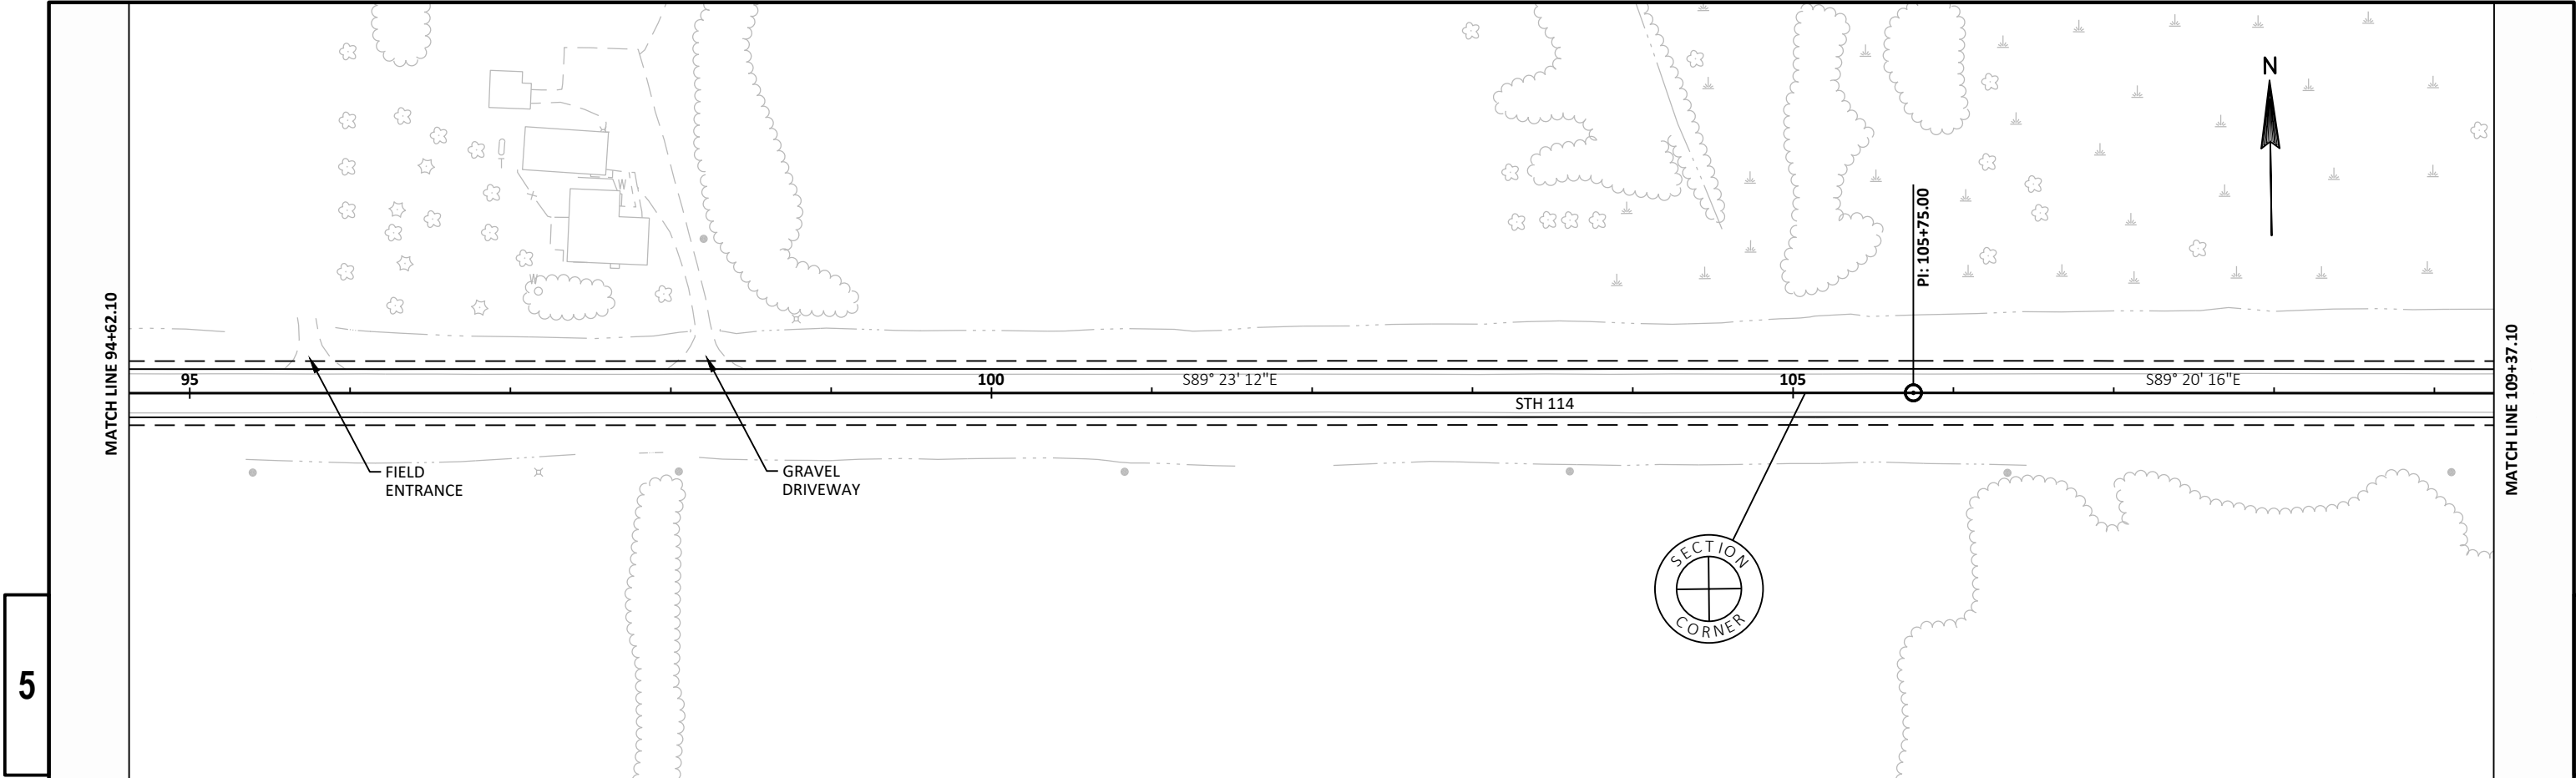 N
PI: 105+75.00
MATCH LINE 94+62.10
MATCH LINE 109+37.10
95
100
S89° 23' 12"E
105
S89° 20' 16"E
STH 114
FIELD
ENTRANCE
GRAVEL
DRIVEWAY
SECTION
CORNER
W
W
5